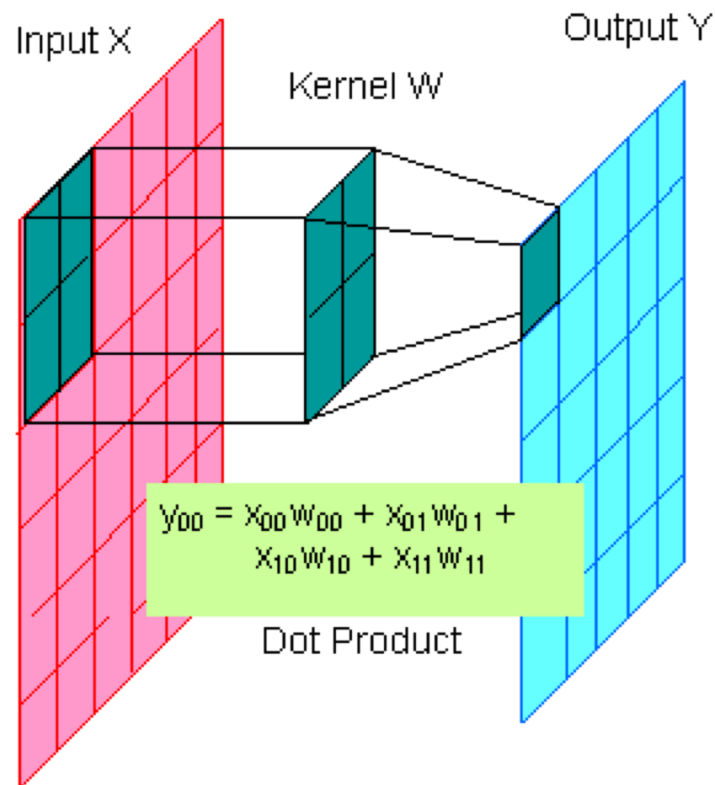 Input X
Output Y
Kernel W
y₀₀ = x₀₀w₀₀ + x₀₁w₀₁ +
x₁₀w₁₀ + x₁₁w₁₁
Dot Product